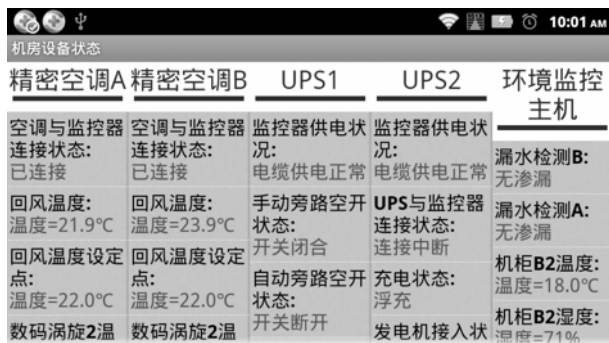 10:01 AM
机房设备状态
精密空调A
空调与监控器
连接状态:
已连接
回风温度:
温度=21.9℃
回风温度设定
点:
温度=22.0℃
数码涡旋2温
精密空调B
空调与监控器
连接状态:
已连接
回风温度:
温度=23.9℃
回风温度设定
点:
温度=22.0℃
数码涡旋2温
UPS1
监控器供电状
况:
电缆供电正常
手动旁路空开
状态:
开关闭合
自动旁路空开
状态:
开关断开
UPS2
监控器供电状
况:
电缆供电正常
UPS与监控器
连接状态:
连接中断
充电状态:
浮充
发电机接入状
环境监控
主机
漏水检测B:
无渗漏
漏水检测A:
无渗漏
机柜B2温度:
温度=18.0℃
机柜B2湿度:
湿度=71%